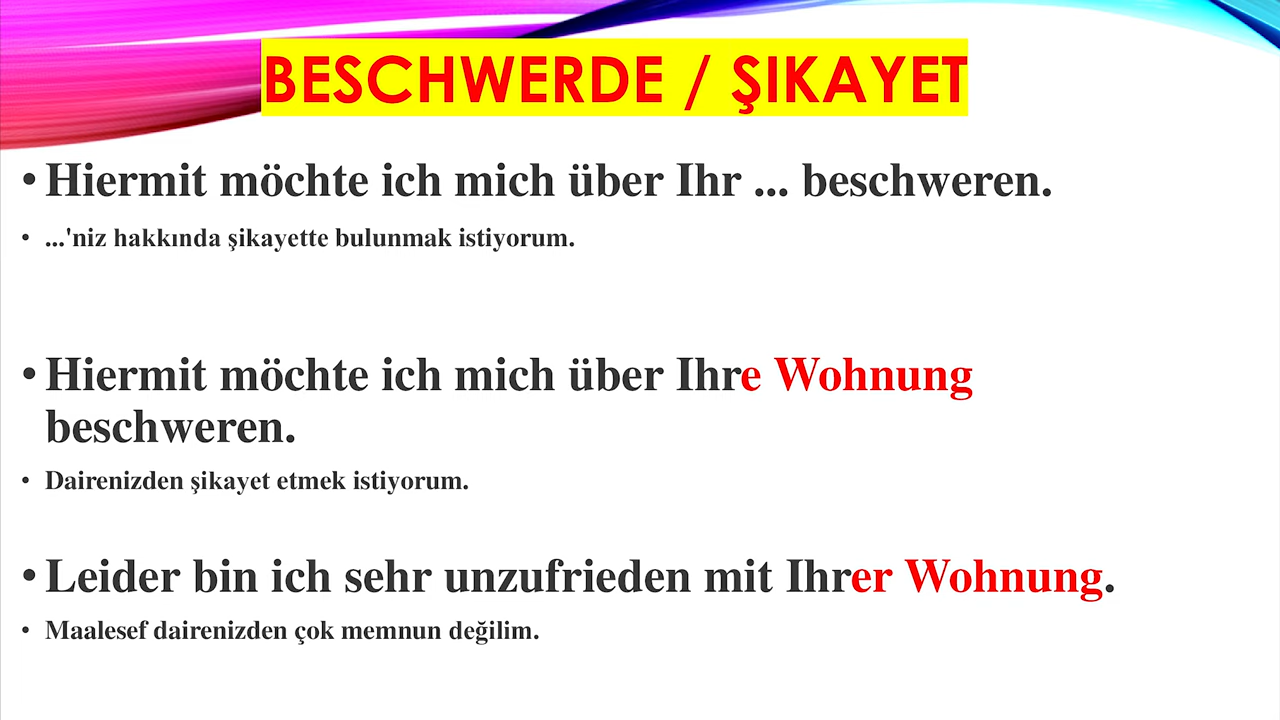 BESCHWERDE / ŞIKAYET
• Hiermit möchte ich mich über Ihr ... beschweren.
• ...'niz hakkında şikayette bulunmak istiyorum.
• Hiermit möchte ich mich über Ihre Wohnung
beschweren.
• Dairenizden şikayet etmek istiyorum.
• Leider bin ich sehr unzufrieden mit Ihrer Wohnung.
• Maalesef dairenizden çok memnun değilim.